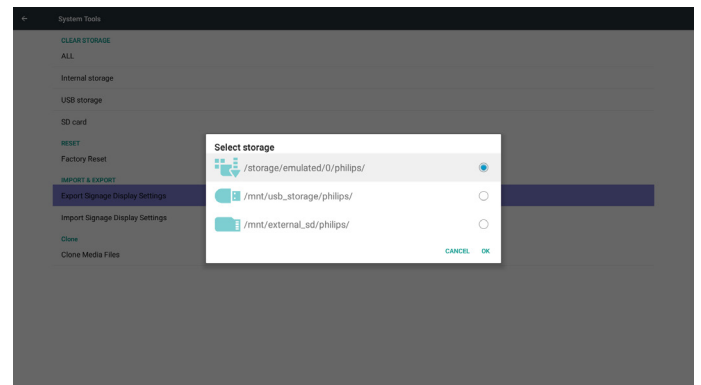 System Tools
CLEAR STORAGE
ALL
Internal storage
USB storage
SD card
RESET
Factory Reset
IMPORT & EXPORT
Export Signage Display Settings
Import Signage Display Settings
Clone
Clone Media Files
Select storage
/storage/emulated/0/philips/
/mnt/usb_storage/philips/
/mnt/external_sd/philips/
CANCEL OK